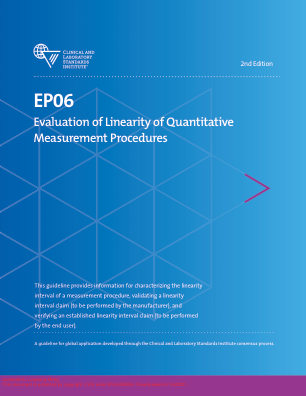 CLINICAL AND
LABORATORY
STANDARDS
INSTITUTE®
2nd Edition
EP06
Evaluation of Linearity of Quantitative
Measurement Procedures
This guideline provides information for characterizing the linearity
interval of a measurement procedure, validating a linearity
interval claim (to be performed by the manufacturer), and
verifying an established linearity interval claim (to be performed
by the end user).
A guideline for global application developed through the Clinical and Laboratory Standards Institute consensus process